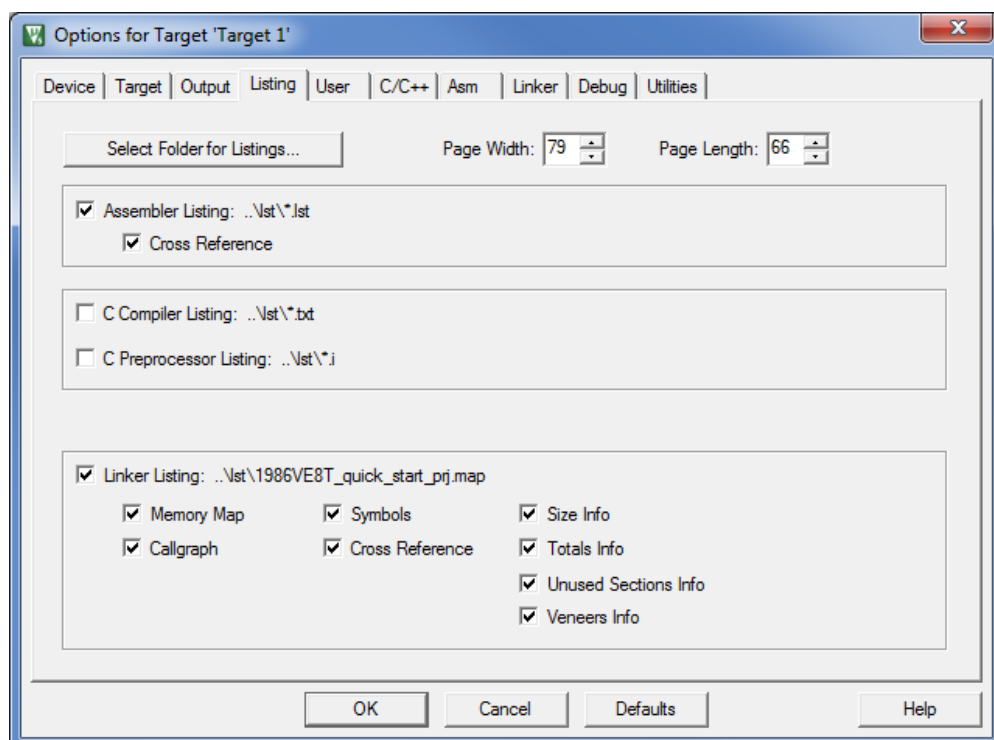 Options for Target 'Target 1'
Device Target Output Listing User C/C++ Asm Linker Debug Utilities
Select Folder for Listings... Page Width: 79 Page Length: 66
Assembler Listing: ..\lst\*.lst
Cross Reference
C Compiler Listing: ..\lst\*.txt
C Preprocessor Listing: ..\lst\*.i
Linker Listing: ..\lst\1986VE8T_quick_start_prj.map
Memory Map Symbols Size Info
Callgraph Cross Reference Totals Info
Unused Sections Info
Veneers Info
OK Cancel Defaults Help